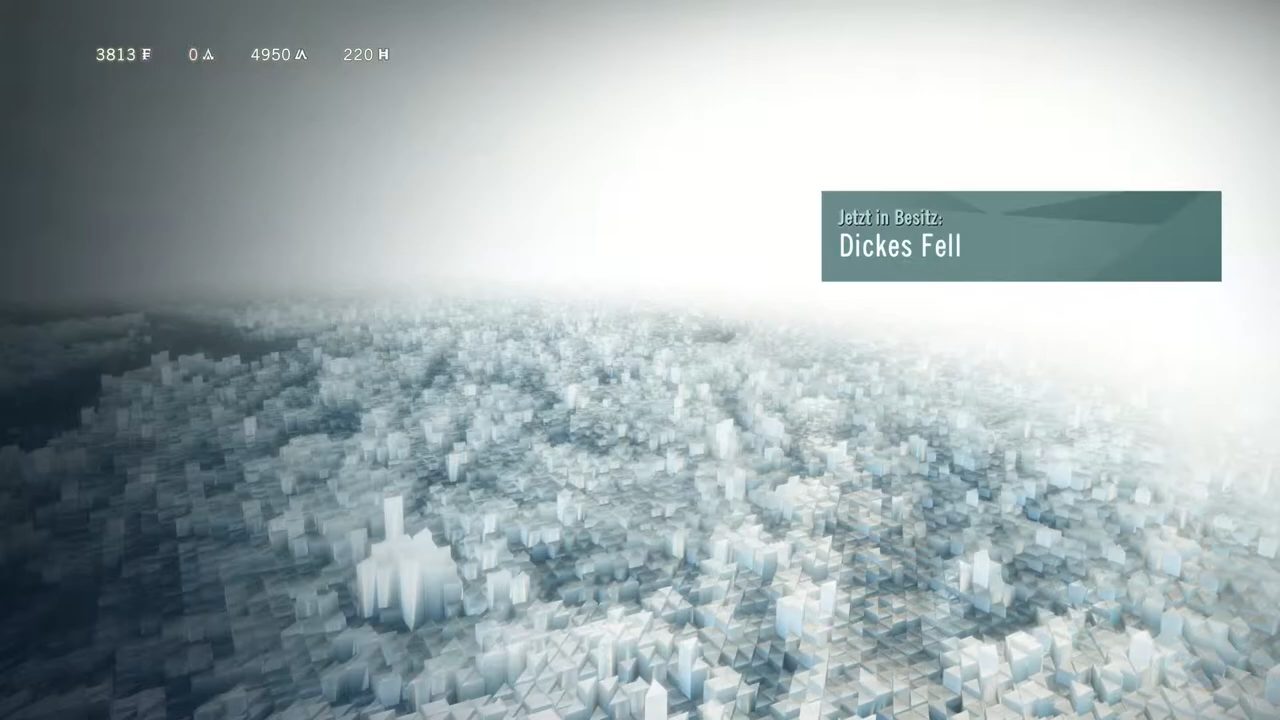 3813 ₣ 0 4950 220 H
Jetzt in Besitz:
Dickes Fell